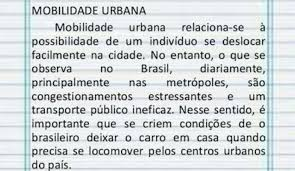 MOBILIDADE URBANA
Mobilidade urbana relaciona-se à
possibilidade de um indivíduo se deslocar
facilmente na cidade. No entanto, o que se
observa no Brasil, diariamente,
principalmente nas metrópoles, são
congestionamentos estressantes e um
transporte público ineficaz. Nesse sentido, é
importante que se criem condições de o
brasileiro deixar o carro em casa quando
precisa se locomover pelos centros urbanos
do país.